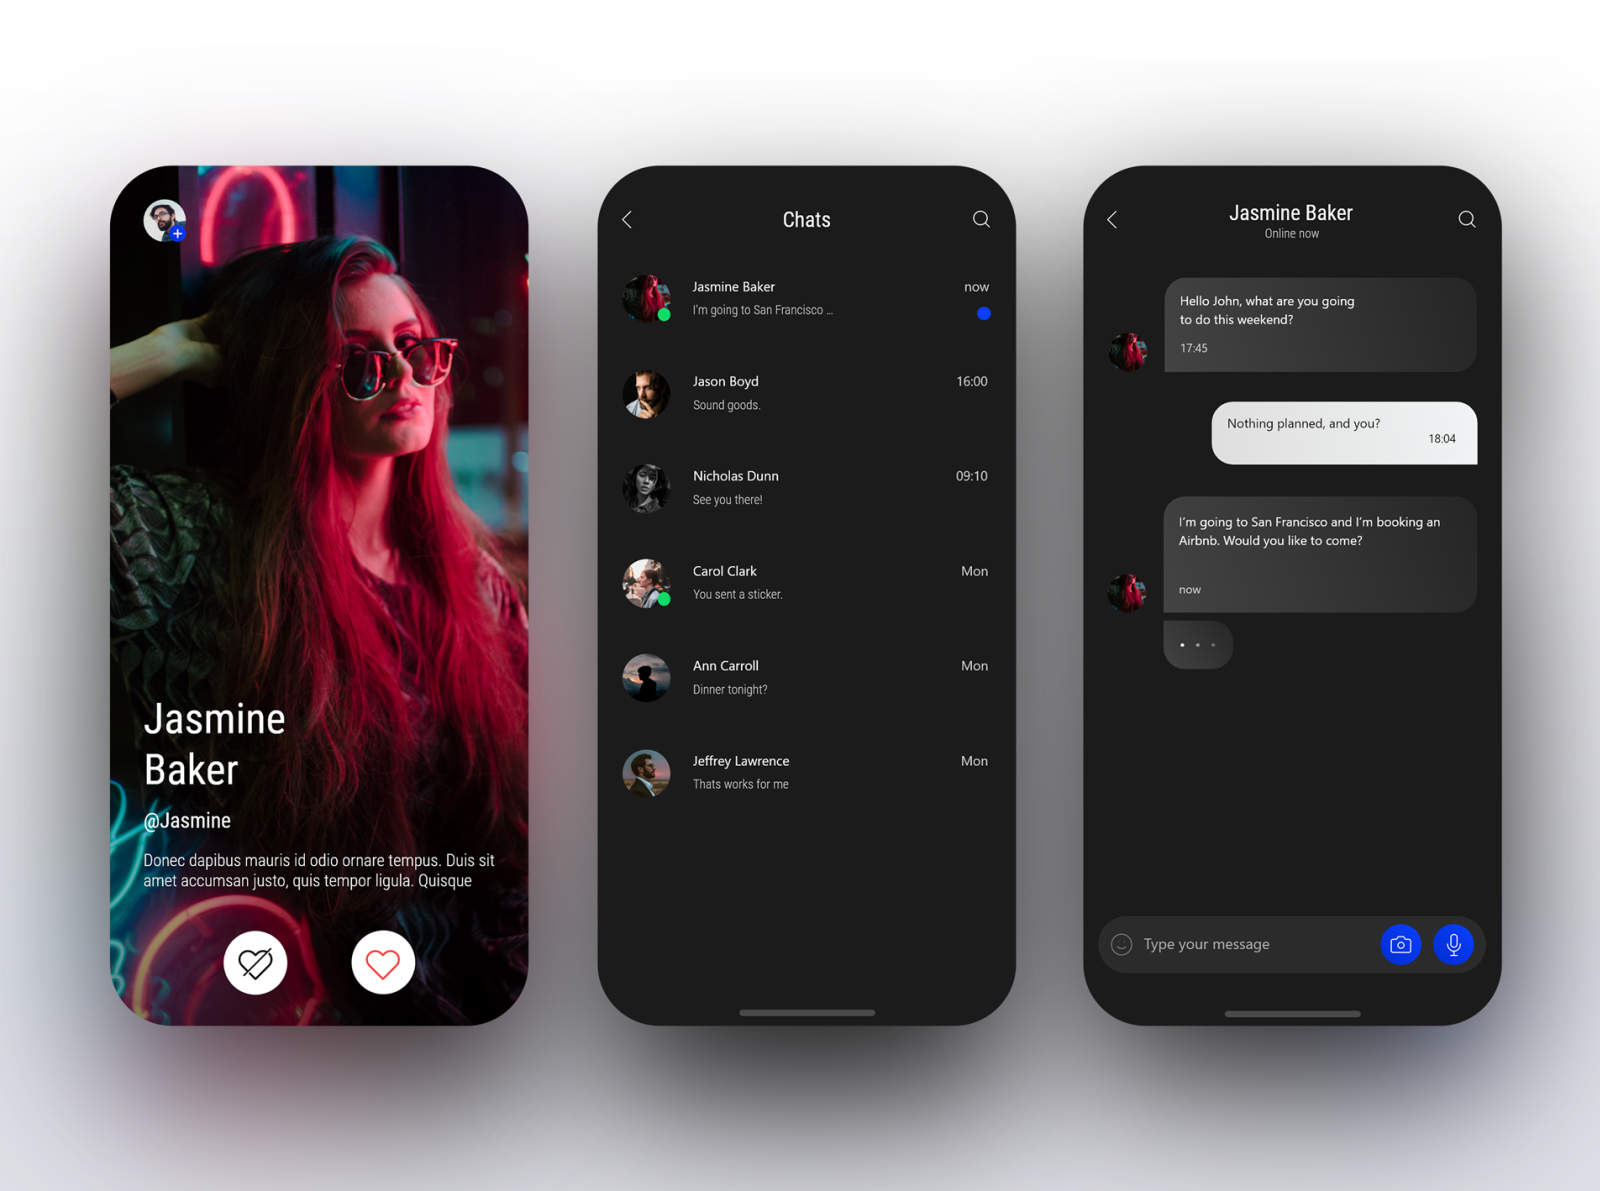 Jasmine
Baker
@Jasmine
Donec dapibus mauris id odio ornare tempus. Duis sit
amet accumsan justo, quis tempor ligula. Quisque
Chats
Jasmine Baker now
I'm going to San Francisco ...
Jason Boyd 16:00
Sound goods.
Nicholas Dunn 09:10
See you there!
Carol Clark Mon
You sent a sticker.
Ann Carroll Mon
Dinner tonight?
Jeffrey Lawrence Mon
Thats works for me
Jasmine Baker
Online now
Hello John, what are you going
to do this weekend?
17:45
Nothing planned, and you?
18:04
I'm going to San Francisco and I'm booking an
Airbnb. Would you like to come?
now
Type your message